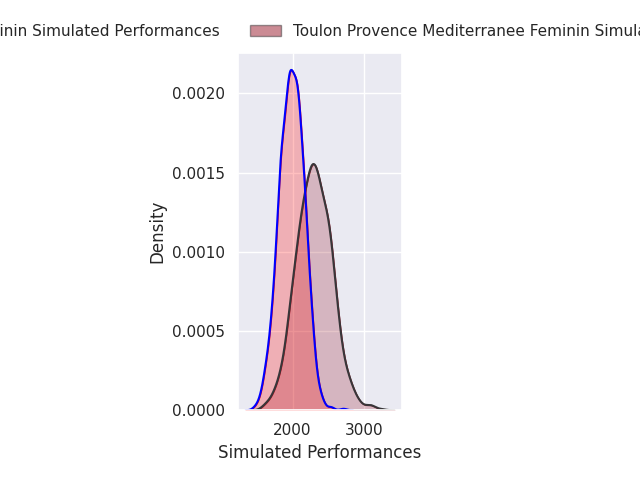 inin Simulated Performances Toulon Provence Mediterranee Feminin Simula
0.0020
0.0015
0.0010
0.0005
0.0000
Density
2000 3000
Simulated Performances